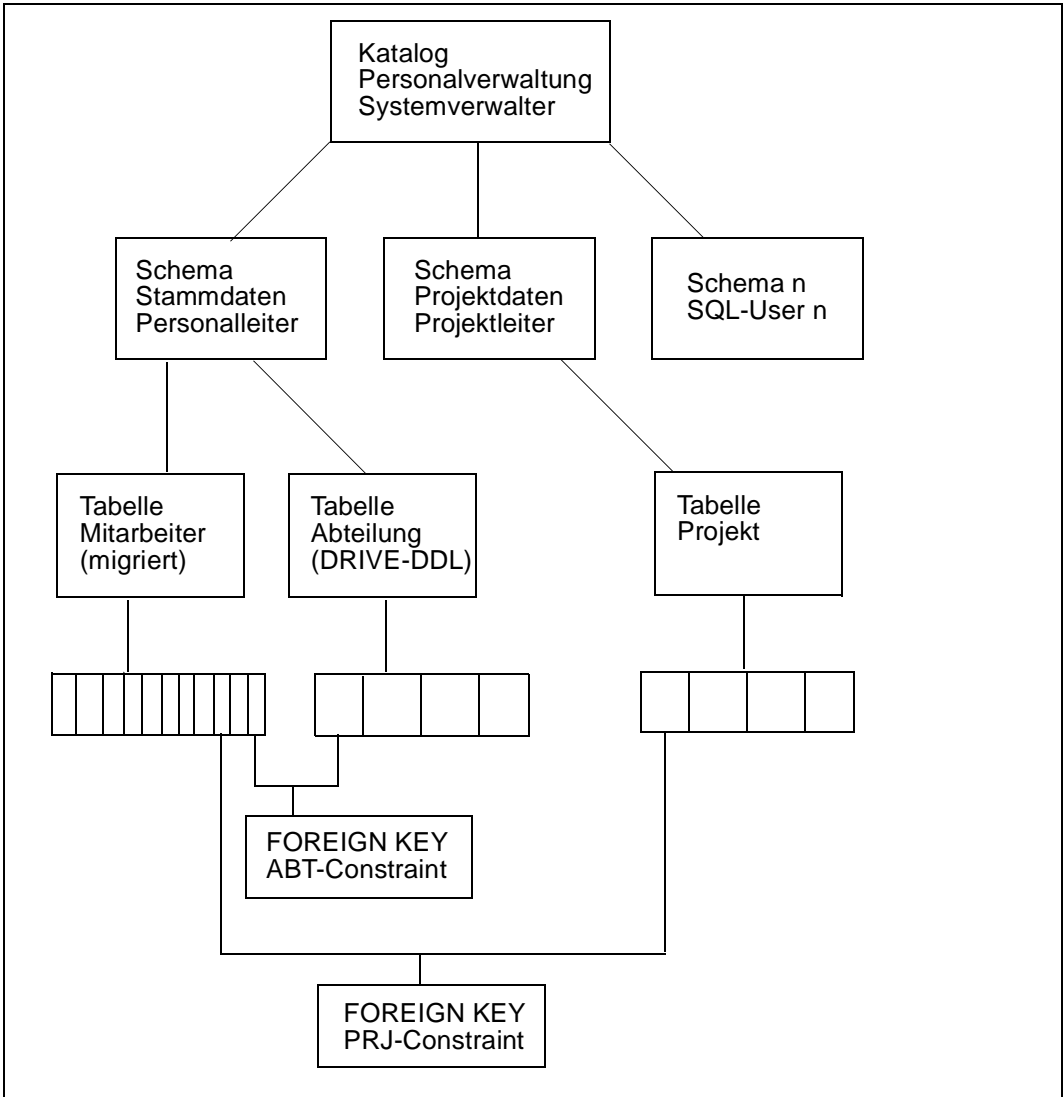 Katalog
Personalverwaltung
Systemverwalter
Schema
Stammdaten
Personalleiter
Schema
Projektdaten
Projektleiter
Schema n
SQL-User n
Tabelle
Mitarbeiter
(migriert)
Tabelle
Abteilung
(DRIVE-DDL)
Tabelle
Projekt
FOREIGN KEY
ABT-Constraint
FOREIGN KEY
PRJ-Constraint